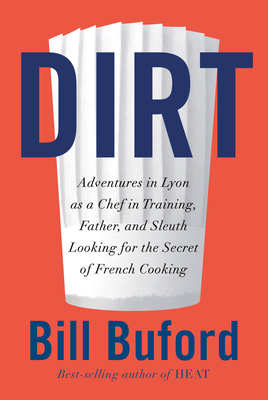 DIRT
Adventures in Lyon
as a Chef in Training,
Father, and Sleuth
Looking for the Secret
of French Cooking
Bill Buford
Best-selling author of HEAT